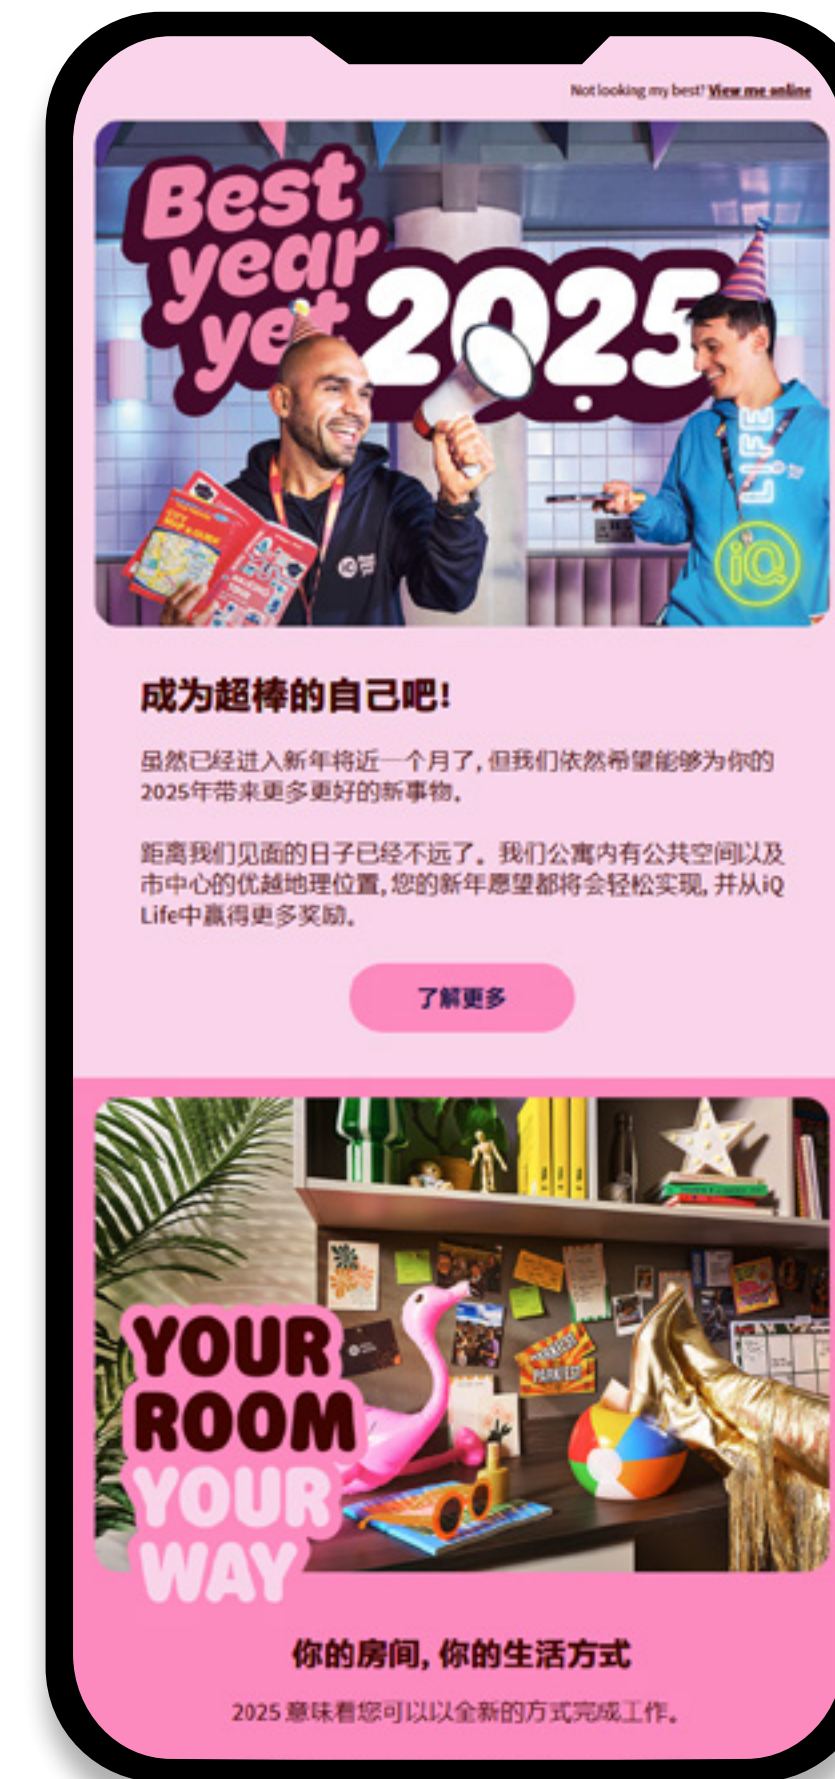 Not looking my best? View me online
Best
year
yet
2025
LIFE
iQ
iQ
CITY
MAP & GUIDE
WALKING
TOUR
成为超棒的自己吧!
虽然已经进入新年将近一个月了, 但我们依然希望能够为你的
2025年带来更多更好的新事物。
距离我们见面的日子已经不远了。我们公寓内有公共空间以及
市中心的优越地理位置, 您的新年愿望都将会轻松实现, 并从iQ
Life中赢得更多奖励。
了解更多
YOUR
ROOM
YOUR
WAY
你的房间, 你的生活方式
2025 意味着您可以以全新的方式完成工作。